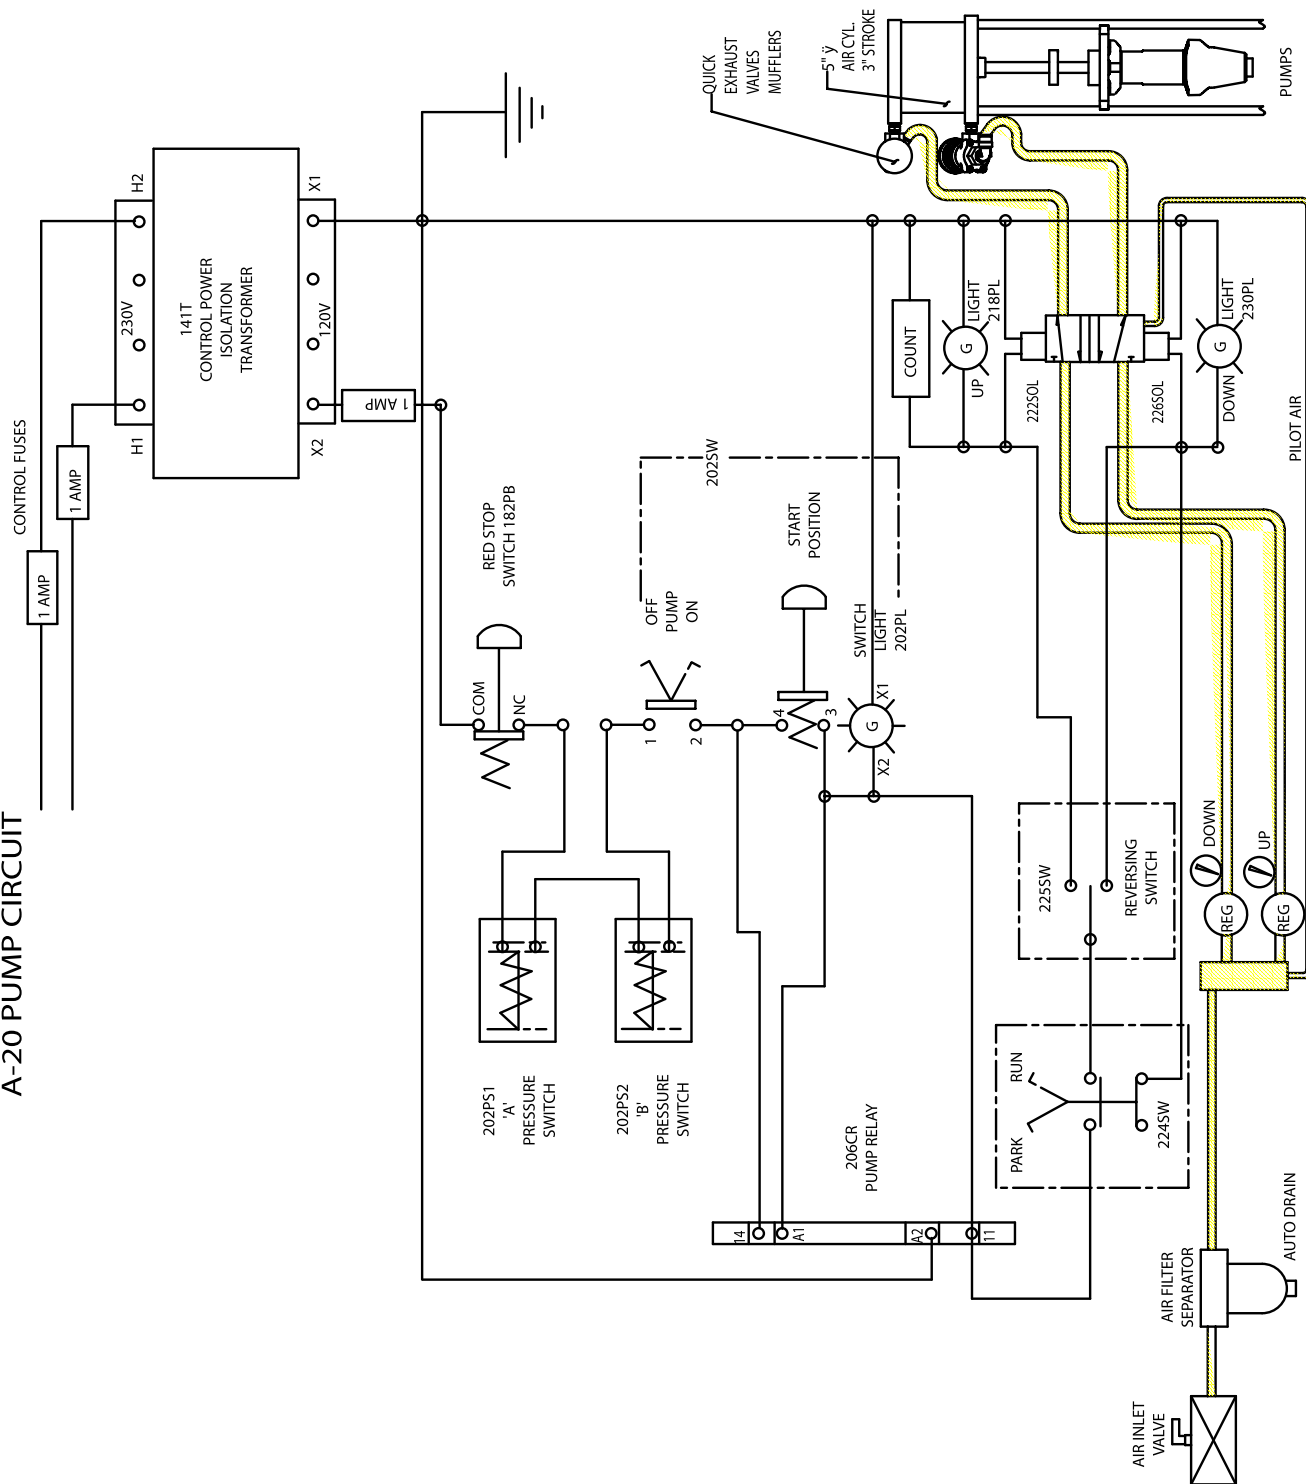 A-20 PUMP CIRCUIT
CONTROL FUSES
1 AMP
1 AMP
H1
H2
230V
141T
CONTROL POWER
ISOLATION
TRANSFORMER
120V
X2
X1
1 AMP
RED STOP
SWITCH 182PB
COM
NC
202PS1
'A'
PRESSURE
SWITCH
202PS2
'B'
PRESSURE
SWITCH
OFF
PUMP
ON
1
2
202SW
START
POSITION
4
3
SWITCH
LIGHT
202PL
G
X1
X2
206CR
PUMP RELAY
14
A1
A2
11
QUICK
EXHAUST
VALVES
MUFFLERS
5" ÿ
AIR CYL.
3" STROKE
PUMPS
COUNT
G
LIGHT
218PL
UP
222SOL
226SOL
G
LIGHT
230PL
DOWN
PILOT AIR
225SW
REVERSING
SWITCH
RUN
PARK
224SW
DOWN
UP
REG
REG
AIR FILTER
SEPARATOR
AUTO DRAIN
AIR INLET
VALVE